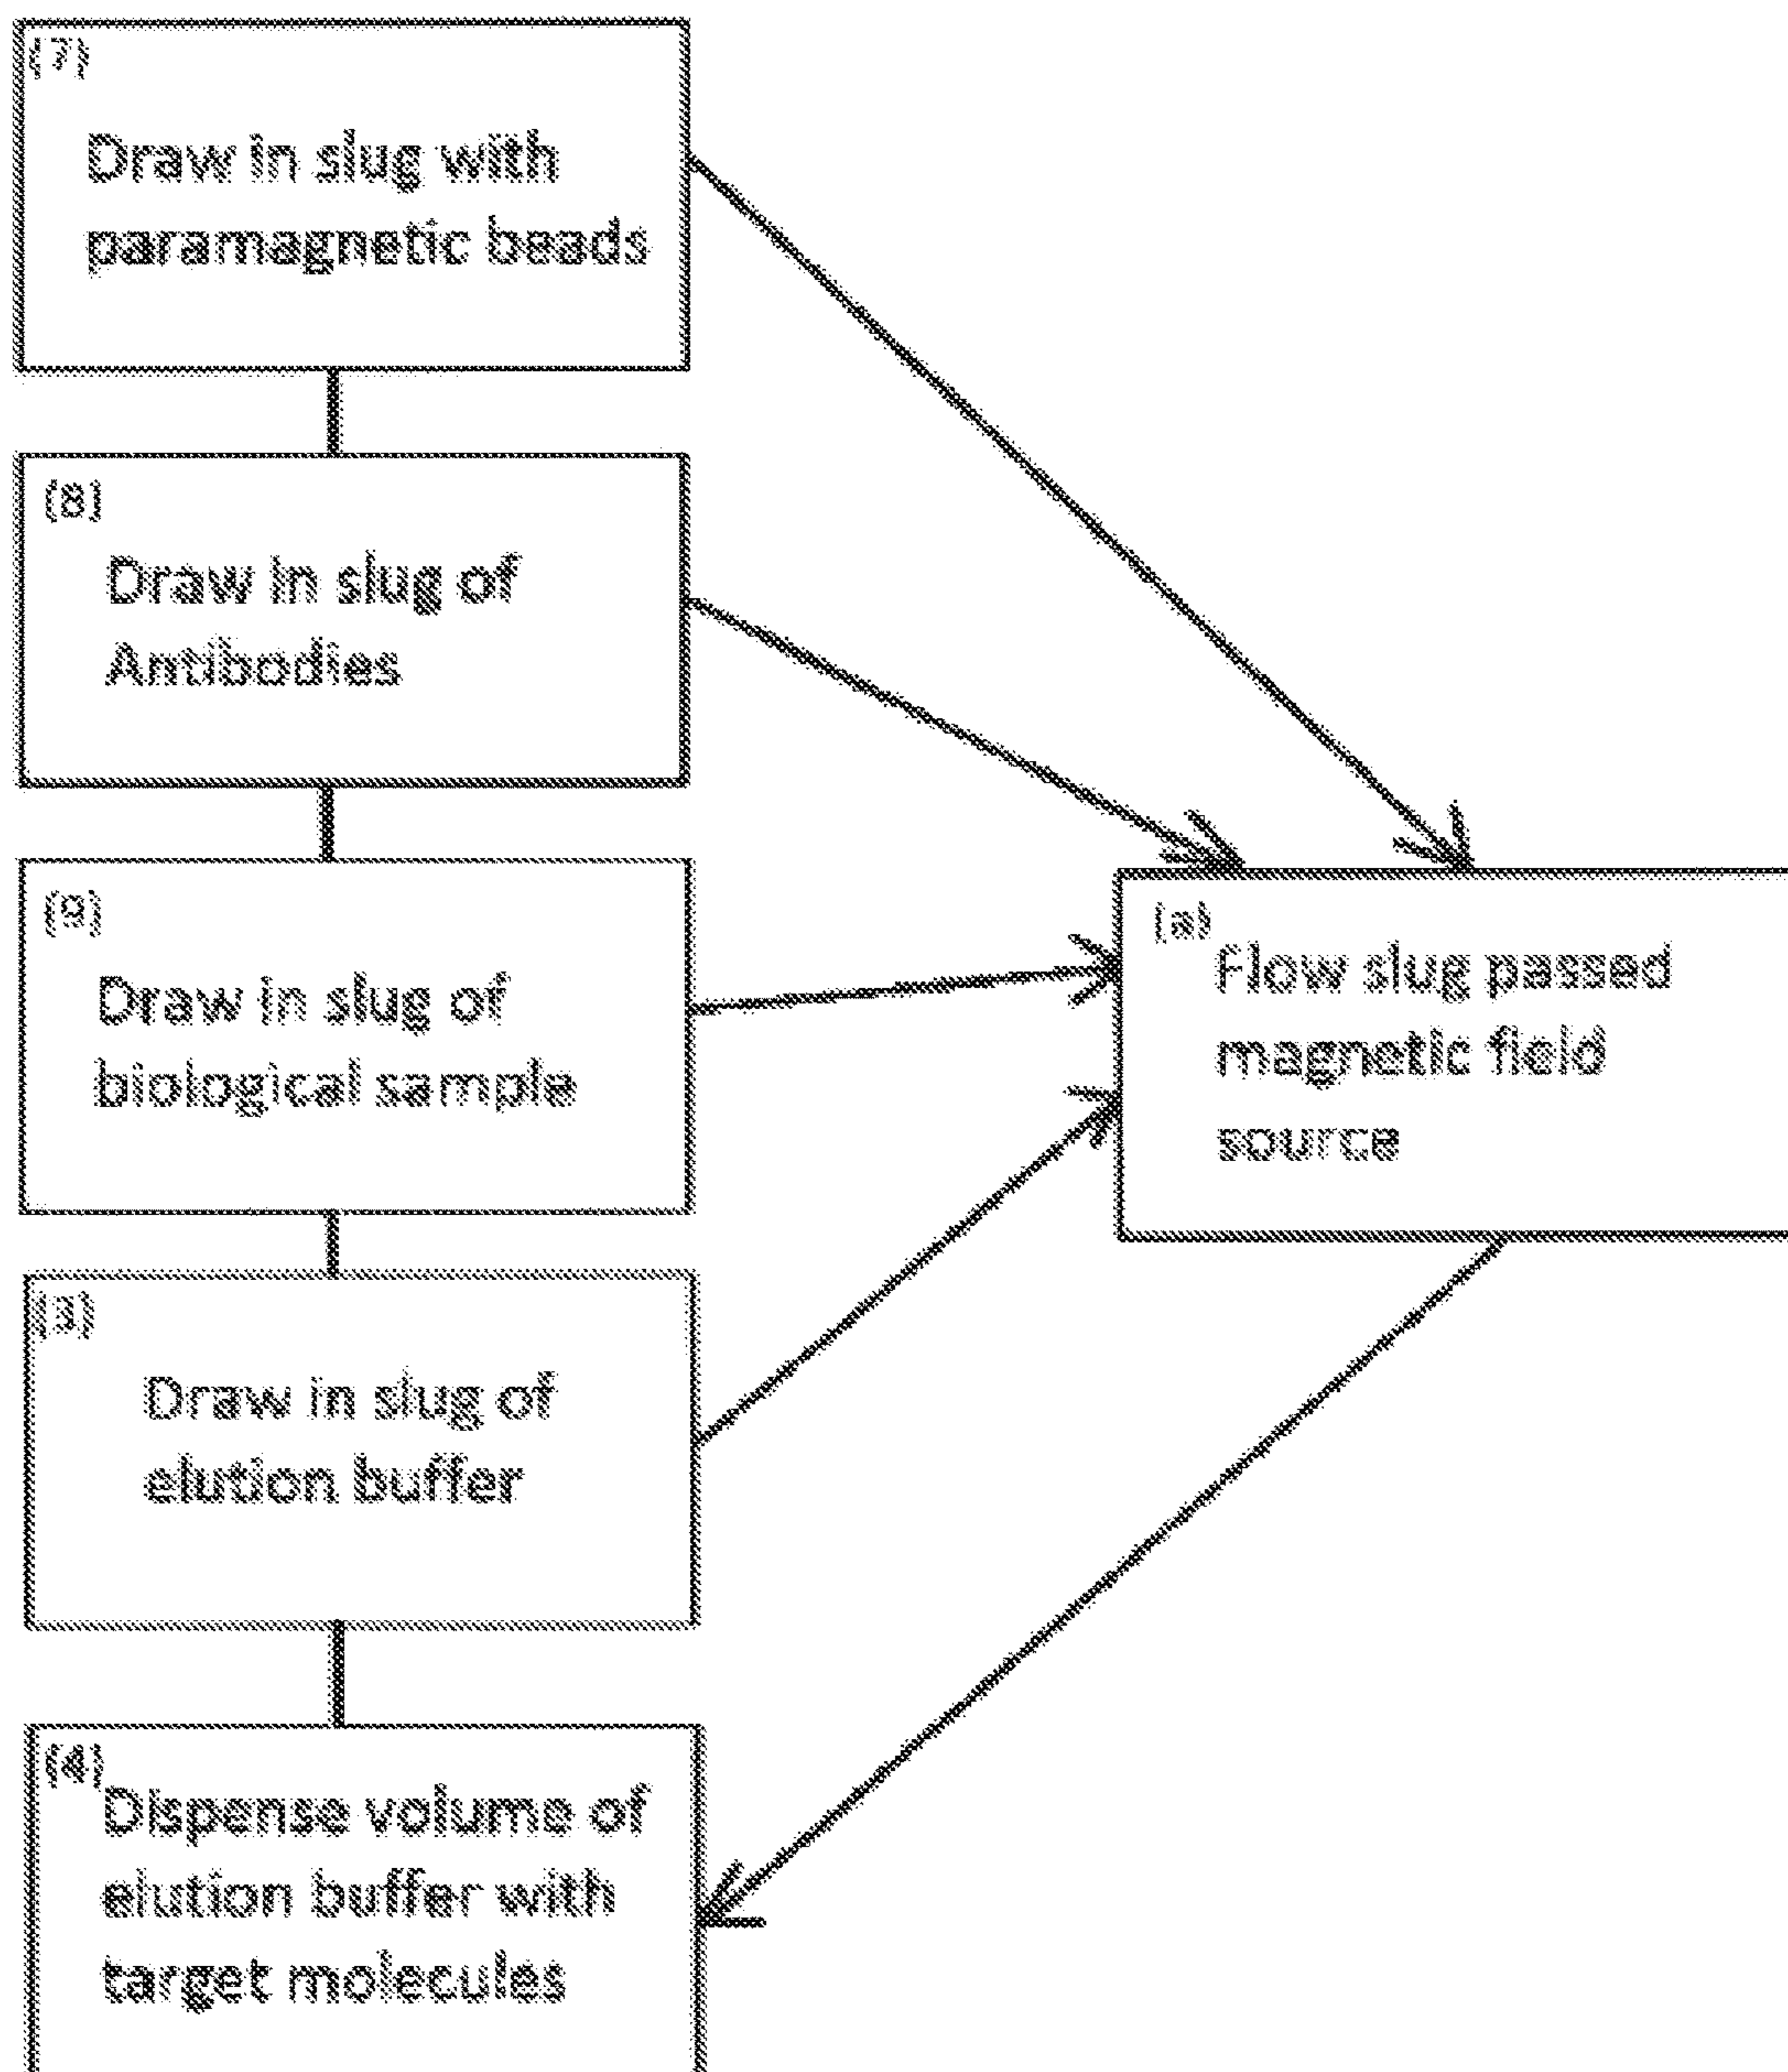 (7)
Draw in slug with
paramagnetic beads
(8)
Draw in slug of
Antibodies
(9)
Draw in slug of
biological sample
(a)
Flow slug passed
magnetic field
source
(3)
Draw in slug of
elution buffer
(4)
Dispense volume of
elution buffer with
target molecules